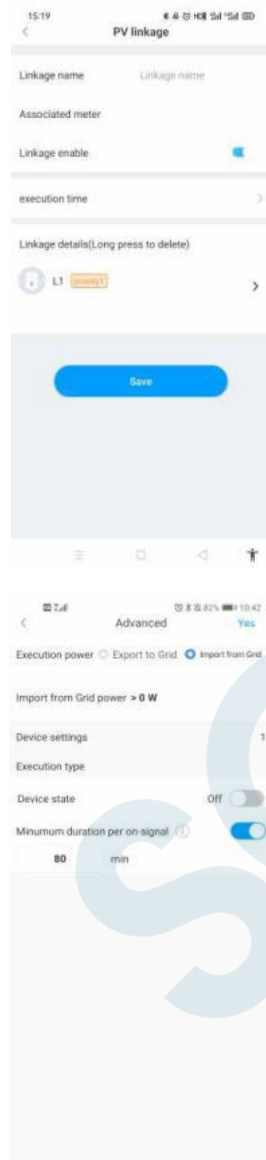 15:19
PV linkage
Linkage name Linkage name
Associated meter
Linkage enable
execution time
Linkage details(Long press to delete)
L1 priority1
Save
82% 10:42
Advanced Yes
Execution power Export to Grid Import from Grid
Import from Grid power > 0 W
Device settings 1
Execution type
Device state Off
Minumum duration per on-signal
80 min